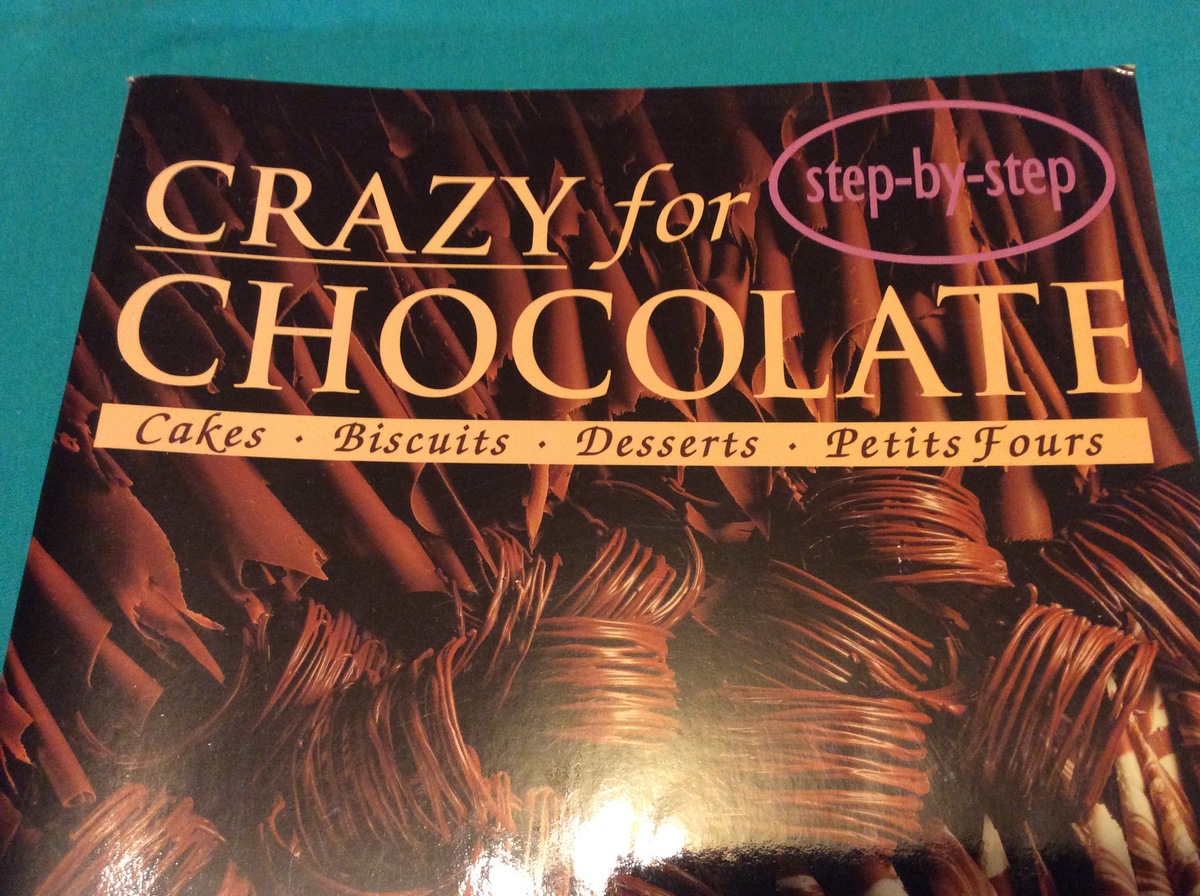 CRAZY for
step-by-step
CHOCOLATE
Cakes · Biscuits · Desserts · Petits Fours